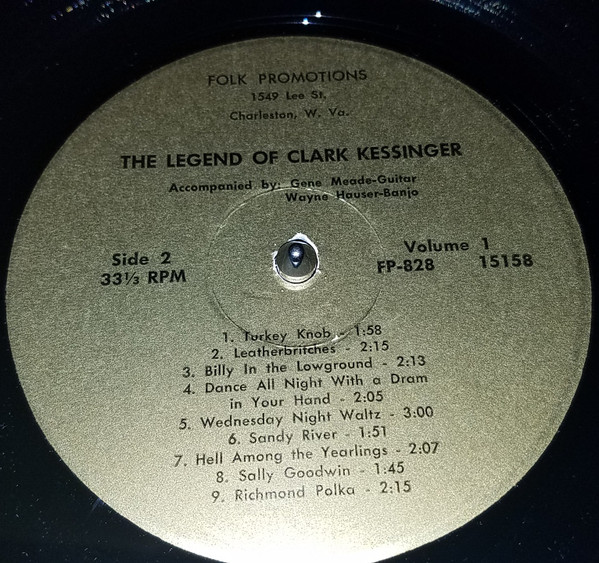 FOLK PROMOTIONS
1549 Lee St.
Charleston, W. Va.
THE LEGEND OF CLARK KESSINGER
Accompanied by: Gene Meade-Guitar
Wayne Hauser-Banjo
Side 2
33⅓ RPM
Volume 1
FP-828 15158
1. Turkey Knob - 1:58
2. Leatherbritches - 2:15
3. Billy In the Lowground - 2:13
4. Dance All Night With a Dram
in Your Hand - 2:05
5. Wednesday Night Waltz - 3:00
6. Sandy River - 1:51
7. Hell Among the Yearlings - 2:07
8. Sally Goodwin - 1:45
9. Richmond Polka - 2:15